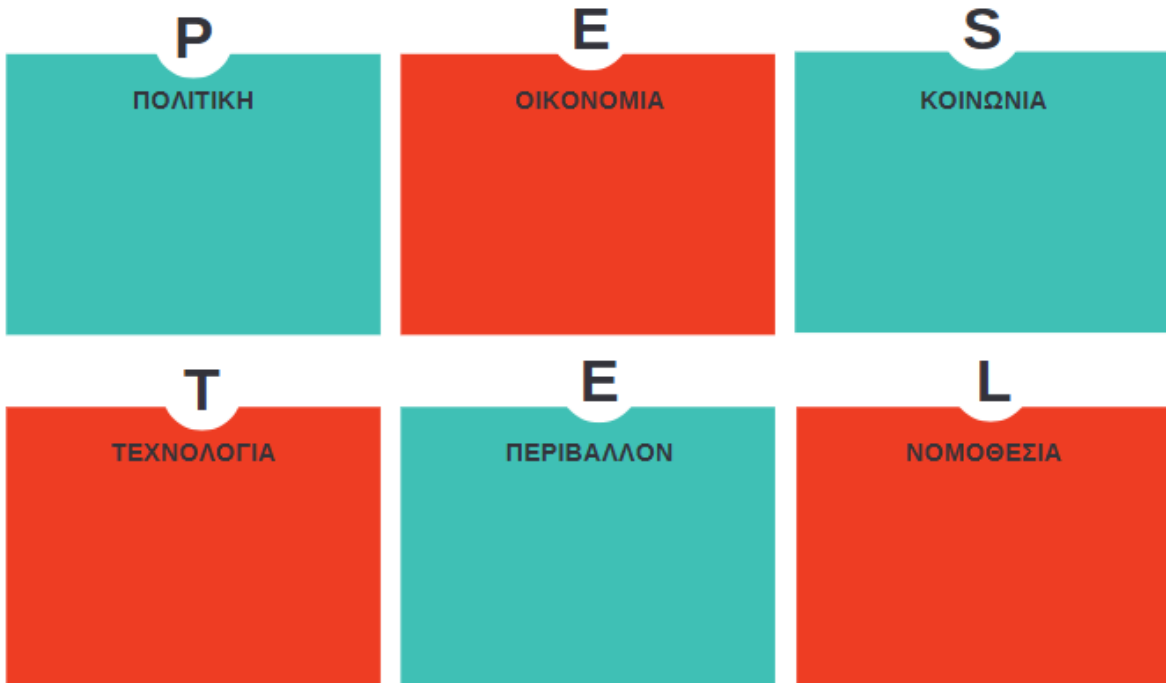 P
ΠΟΛΙΤΙΚΗ
E
ΟΙΚΟΝΟΜΙΑ
S
ΚΟΙΝΩΝΙΑ
T
ΤΕΧΝΟΛΟΓΙΑ
E
ΠΕΡΙΒΑΛΛΟΝ
L
ΝΟΜΟΘΕΣΙΑ